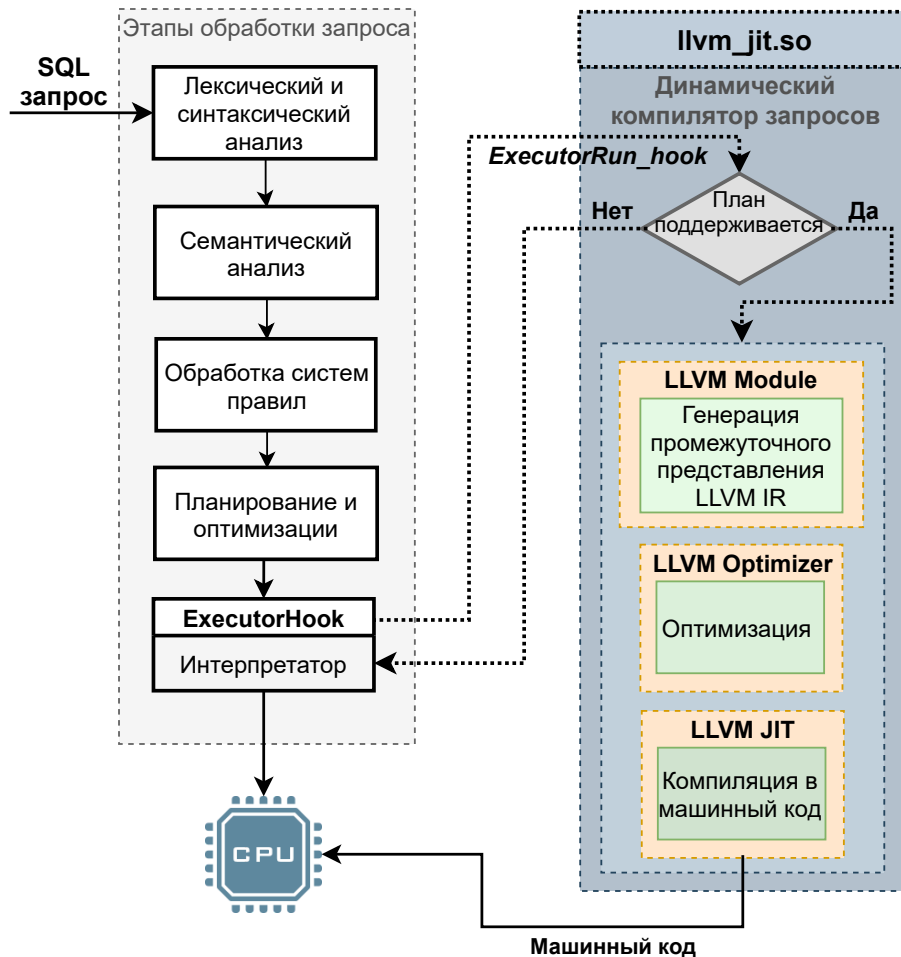 Этапы обработки запроса
SQL
запрос
Лексический и
синтаксический
анализ
Семантический
анализ
Обработка систем
правил
Планирование и
оптимизации
ExecutorHook
Интерпретатор
CPU
llvm_jit.so
Динамический
компилятор запросов
ExecutorRun_hook
План
поддерживается
Нет
Да
LLVM Module
Генерация
промежуточного
представления
LLVM IR
LLVM Optimizer
Оптимизация
LLVM JIT
Компиляция в
машинный код
Машинный код